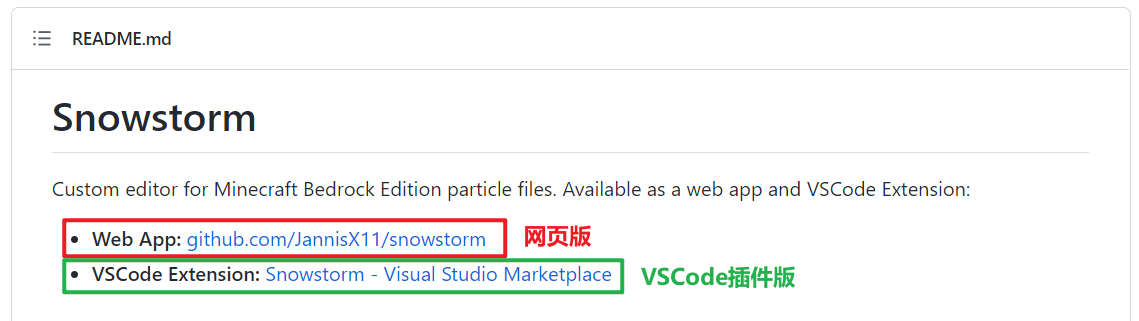 README.md
Snowstorm
Custom editor for Minecraft Bedrock Edition particle files. Available as a web app and VSCode Extension:
Web App: github.com/JannisX11/snowstorm 网页版
VSCode Extension: Snowstorm - Visual Studio Marketplace VSCode插件版